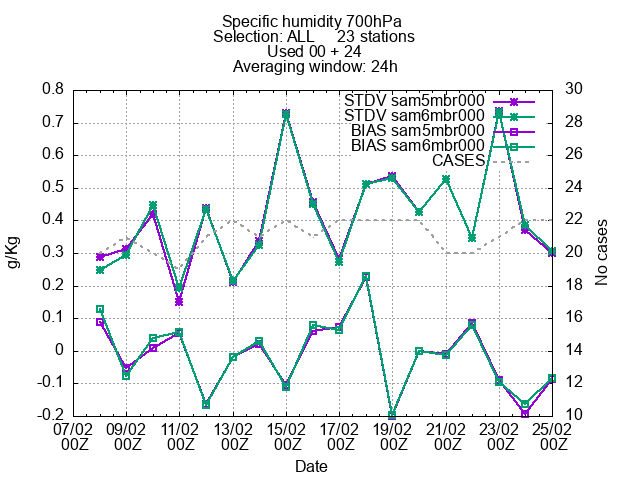 Specific humidity 700hPa
Selection: ALL 23 stations
Used 00 + 24
Averaging window: 24h
STDV sam5mbr000
STDV sam6mbr000
BIAS sam5mbr000
BIAS sam6mbr000
CASES
0.8
0.7
0.6
0.5
0.4
0.3
0.2
0.1
0
-0.1
-0.2
g/Kg
30
28
26
24
22
20
18
16
14
12
10
No cases
07/02 09/02 11/02 13/02 15/02 17/02 19/02 21/02 23/02 25/02
00Z 00Z 00Z 00Z 00Z 00Z 00Z 00Z 00Z 00Z
Date